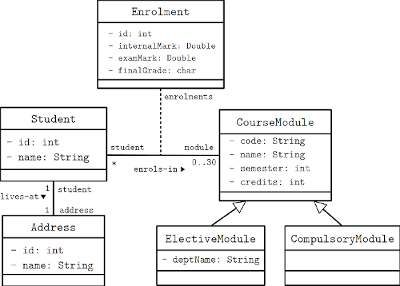 Enrolment
- id: int
- internalMark: Double
- examMark: Double
- finalGrade: char
enrolments
Student
- id: int
- name: String
student
module
*
enrols-in ▶
0..30
CourseModule
- code: String
- name: String
- semester: int
- credits: int
1
student
lives-at ▼
1
address
Address
- id: int
- name: String
ElectiveModule
- deptName: String
CompulsoryModule